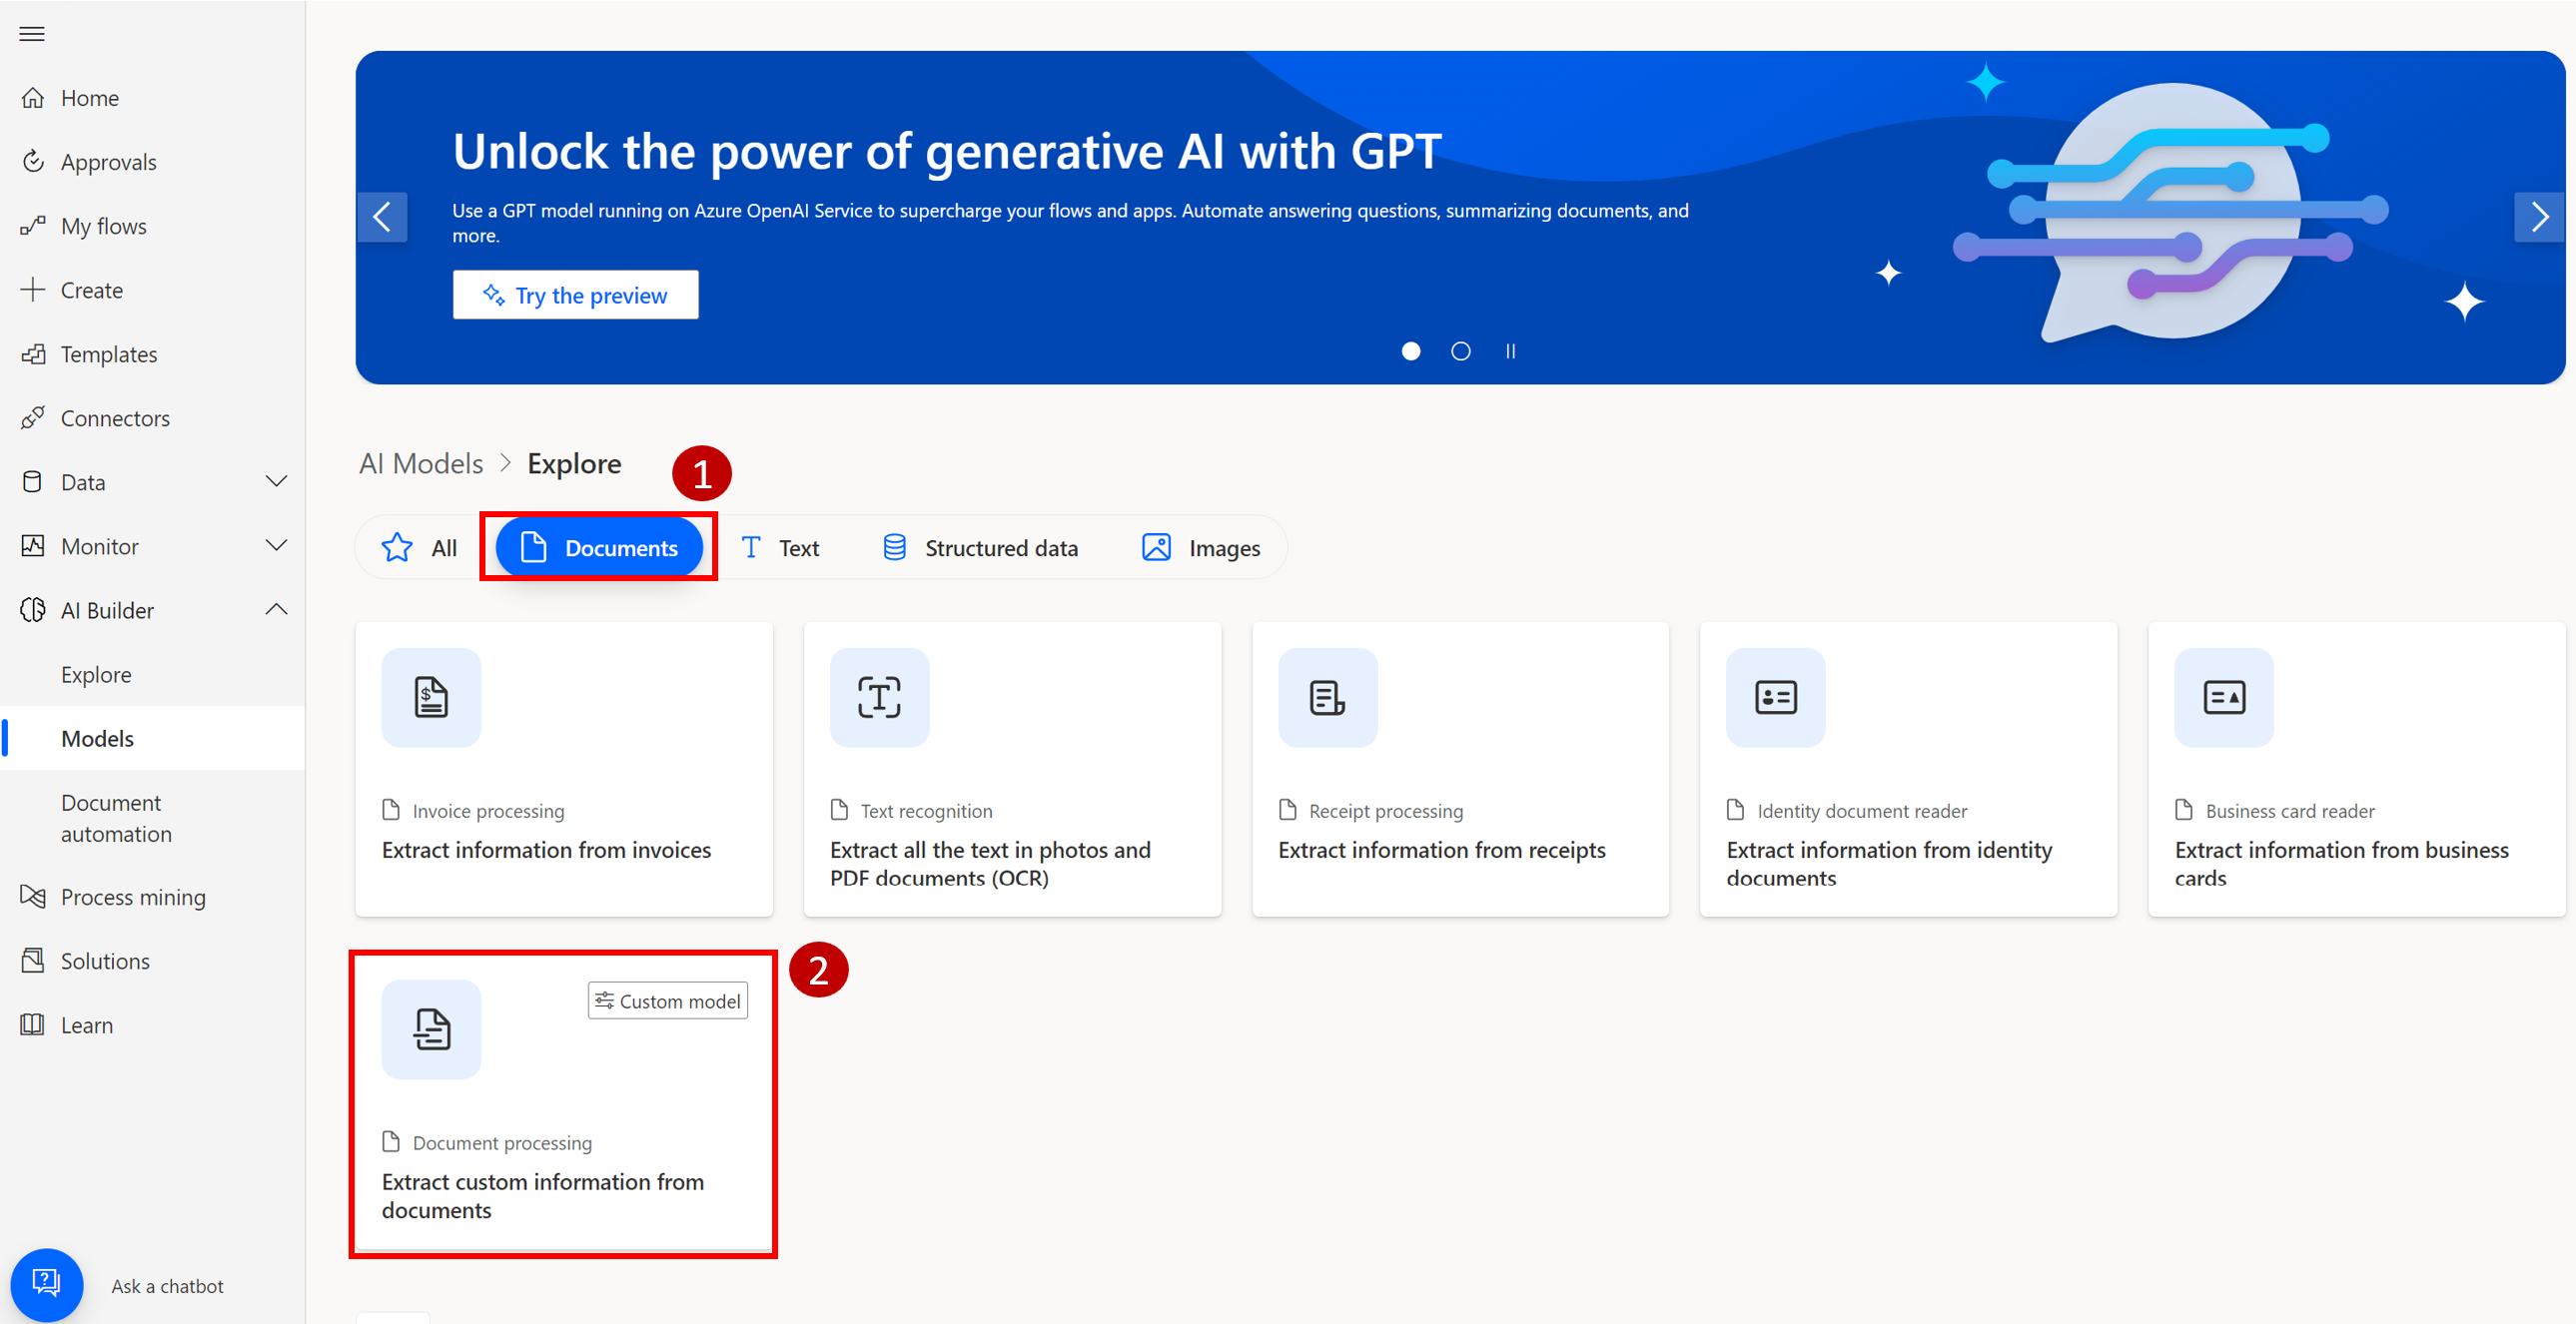 Home
Approvals
My flows
Create
Templates
Connectors
Data
Monitor
AI Builder
Explore
Models
Document
automation
Process mining
Solutions
Learn
Ask a chatbot
Unlock the power of generative AI with GPT
Use a GPT model running on Azure OpenAI Service to supercharge your flows and apps. Automate answering questions, summarizing documents, and
more.
Try the preview
AI Models > Explore
1
All
Documents
Text
Structured data
Images
Invoice processing
Extract information from invoices
Text recognition
Extract all the text in photos and
PDF documents (OCR)
Receipt processing
Extract information from receipts
Identity document reader
Extract information from identity
documents
Business card reader
Extract information from business
cards
2
Custom model
Document processing
Extract custom information from
documents